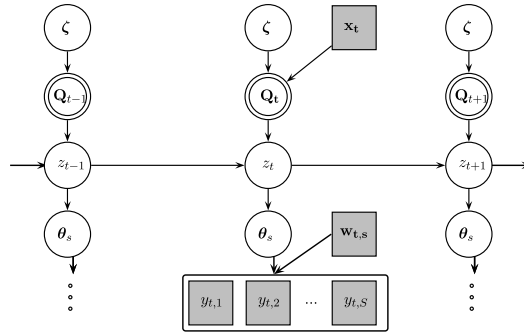 ζ ζ x_t ζ
Q_{t−1} Q_t Q_{t+1}
z_{t−1} z_t z_{t+1}
θ_s θ_s w_{t,s} θ_s
y_{t,1} y_{t,2} ... y_{t,S}